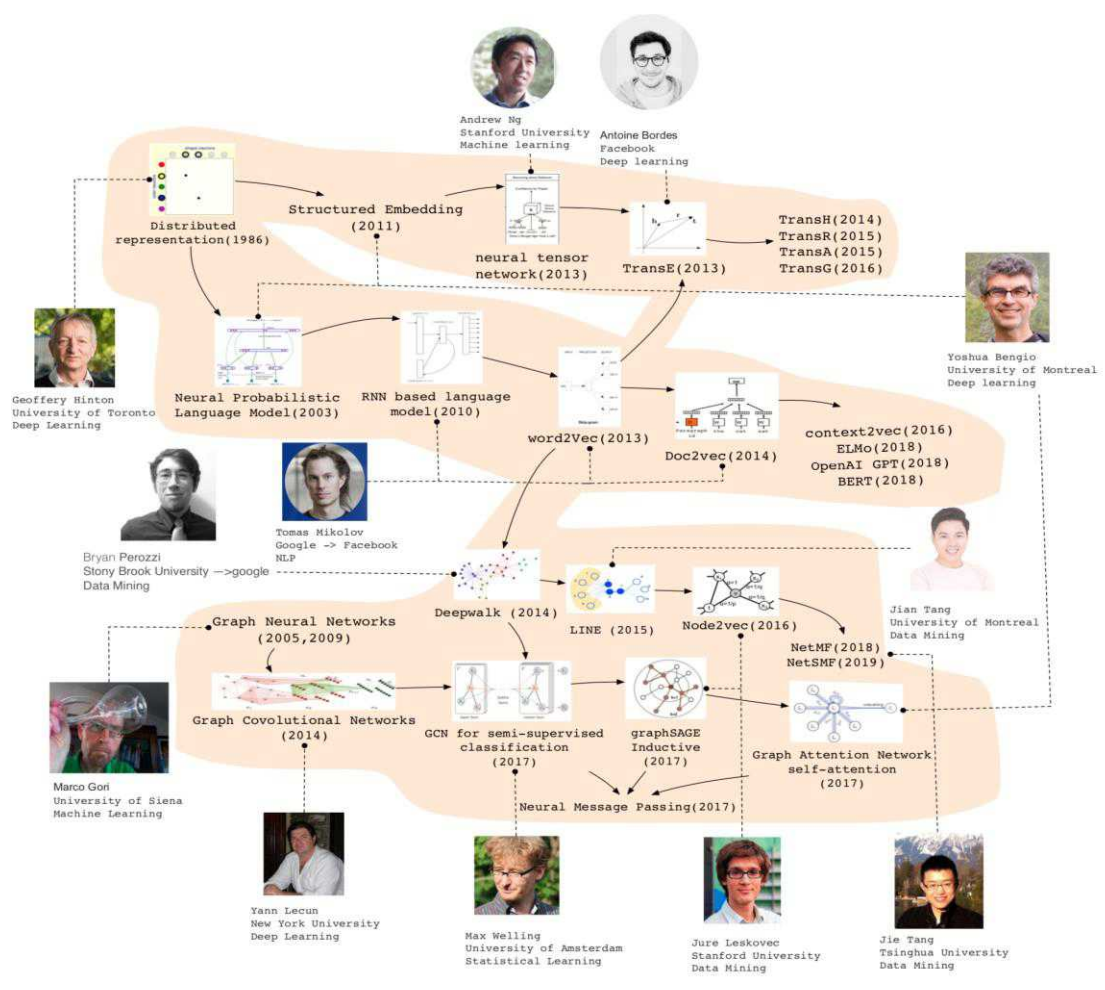 Andrew Ng
Stanford University
Machine learning
Antoine Bordes
Facebook
Deep learning
Distributed
representation(1986)
Structured Embedding
(2011)
neural tensor
network(2013)
TransE(2013)
TransH(2014)
TransR(2015)
TransA(2015)
TransG(2016)
h
r
t
Geoffery Hinton
University of Toronto
Deep Learning
Yoshua Bengio
University of Montreal
Deep learning
Neural Probabilistic
Language Model(2003)
RNN based language
model(2010)
word2Vec(2013)
Doc2vec(2014)
context2vec(2016)
ELMo(2018)
OpenAI GPT(2018)
BERT(2018)
Bryan Perozzi
Stony Brook University —>google
Data Mining
Tomas Mikolov
Google -> Facebook
NLP
Deepwalk (2014)
LINE (2015)
Node2vec(2016)
NetMF(2018)
NetSMF(2019)
Jian Tang
University of Montreal
Data Mining
Graph Neural Networks
(2005,2009)
Graph Covolutional Networks
(2014)
GCN for semi-supervised
classification
(2017)
graphSAGE
Inductive
(2017)
Graph Attention Network
self-attention
(2017)
Neural Message Passing(2017)
Marco Gori
University of Siena
Machine Learning
Yann Lecun
New York University
Deep Learning
Max Welling
University of Amsterdam
Statistical Learning
Jure Leskovec
Stanford University
Data Mining
Jie Tang
Tsinghua University
Data Mining